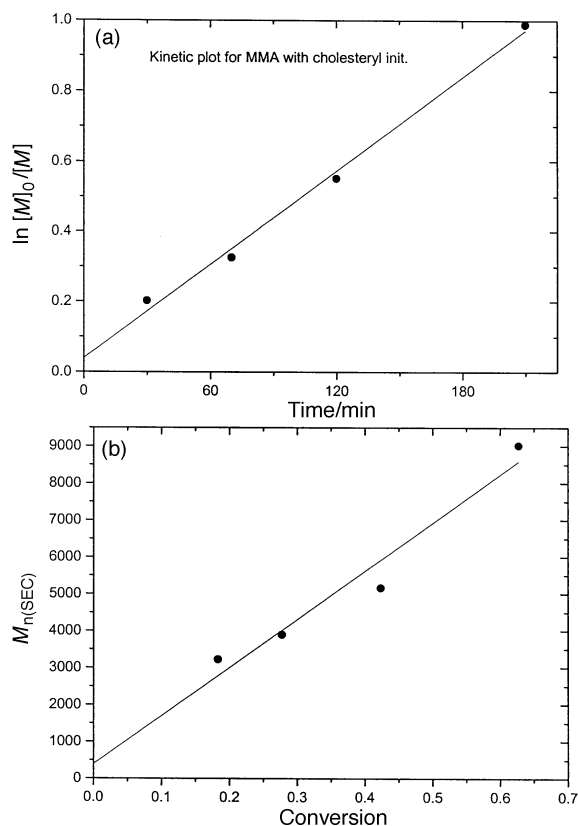 (a)
Kinetic plot for MMA with cholesteryl init.
1.0
0.8
0.6
0.4
0.2
0.0
ln [M]0/[M]
0 60 120 180
Time/min
(b)
9000
8000
7000
6000
5000
4000
3000
2000
1000
0
Mn(SEC)
0.0 0.1 0.2 0.3 0.4 0.5 0.6 0.7
Conversion